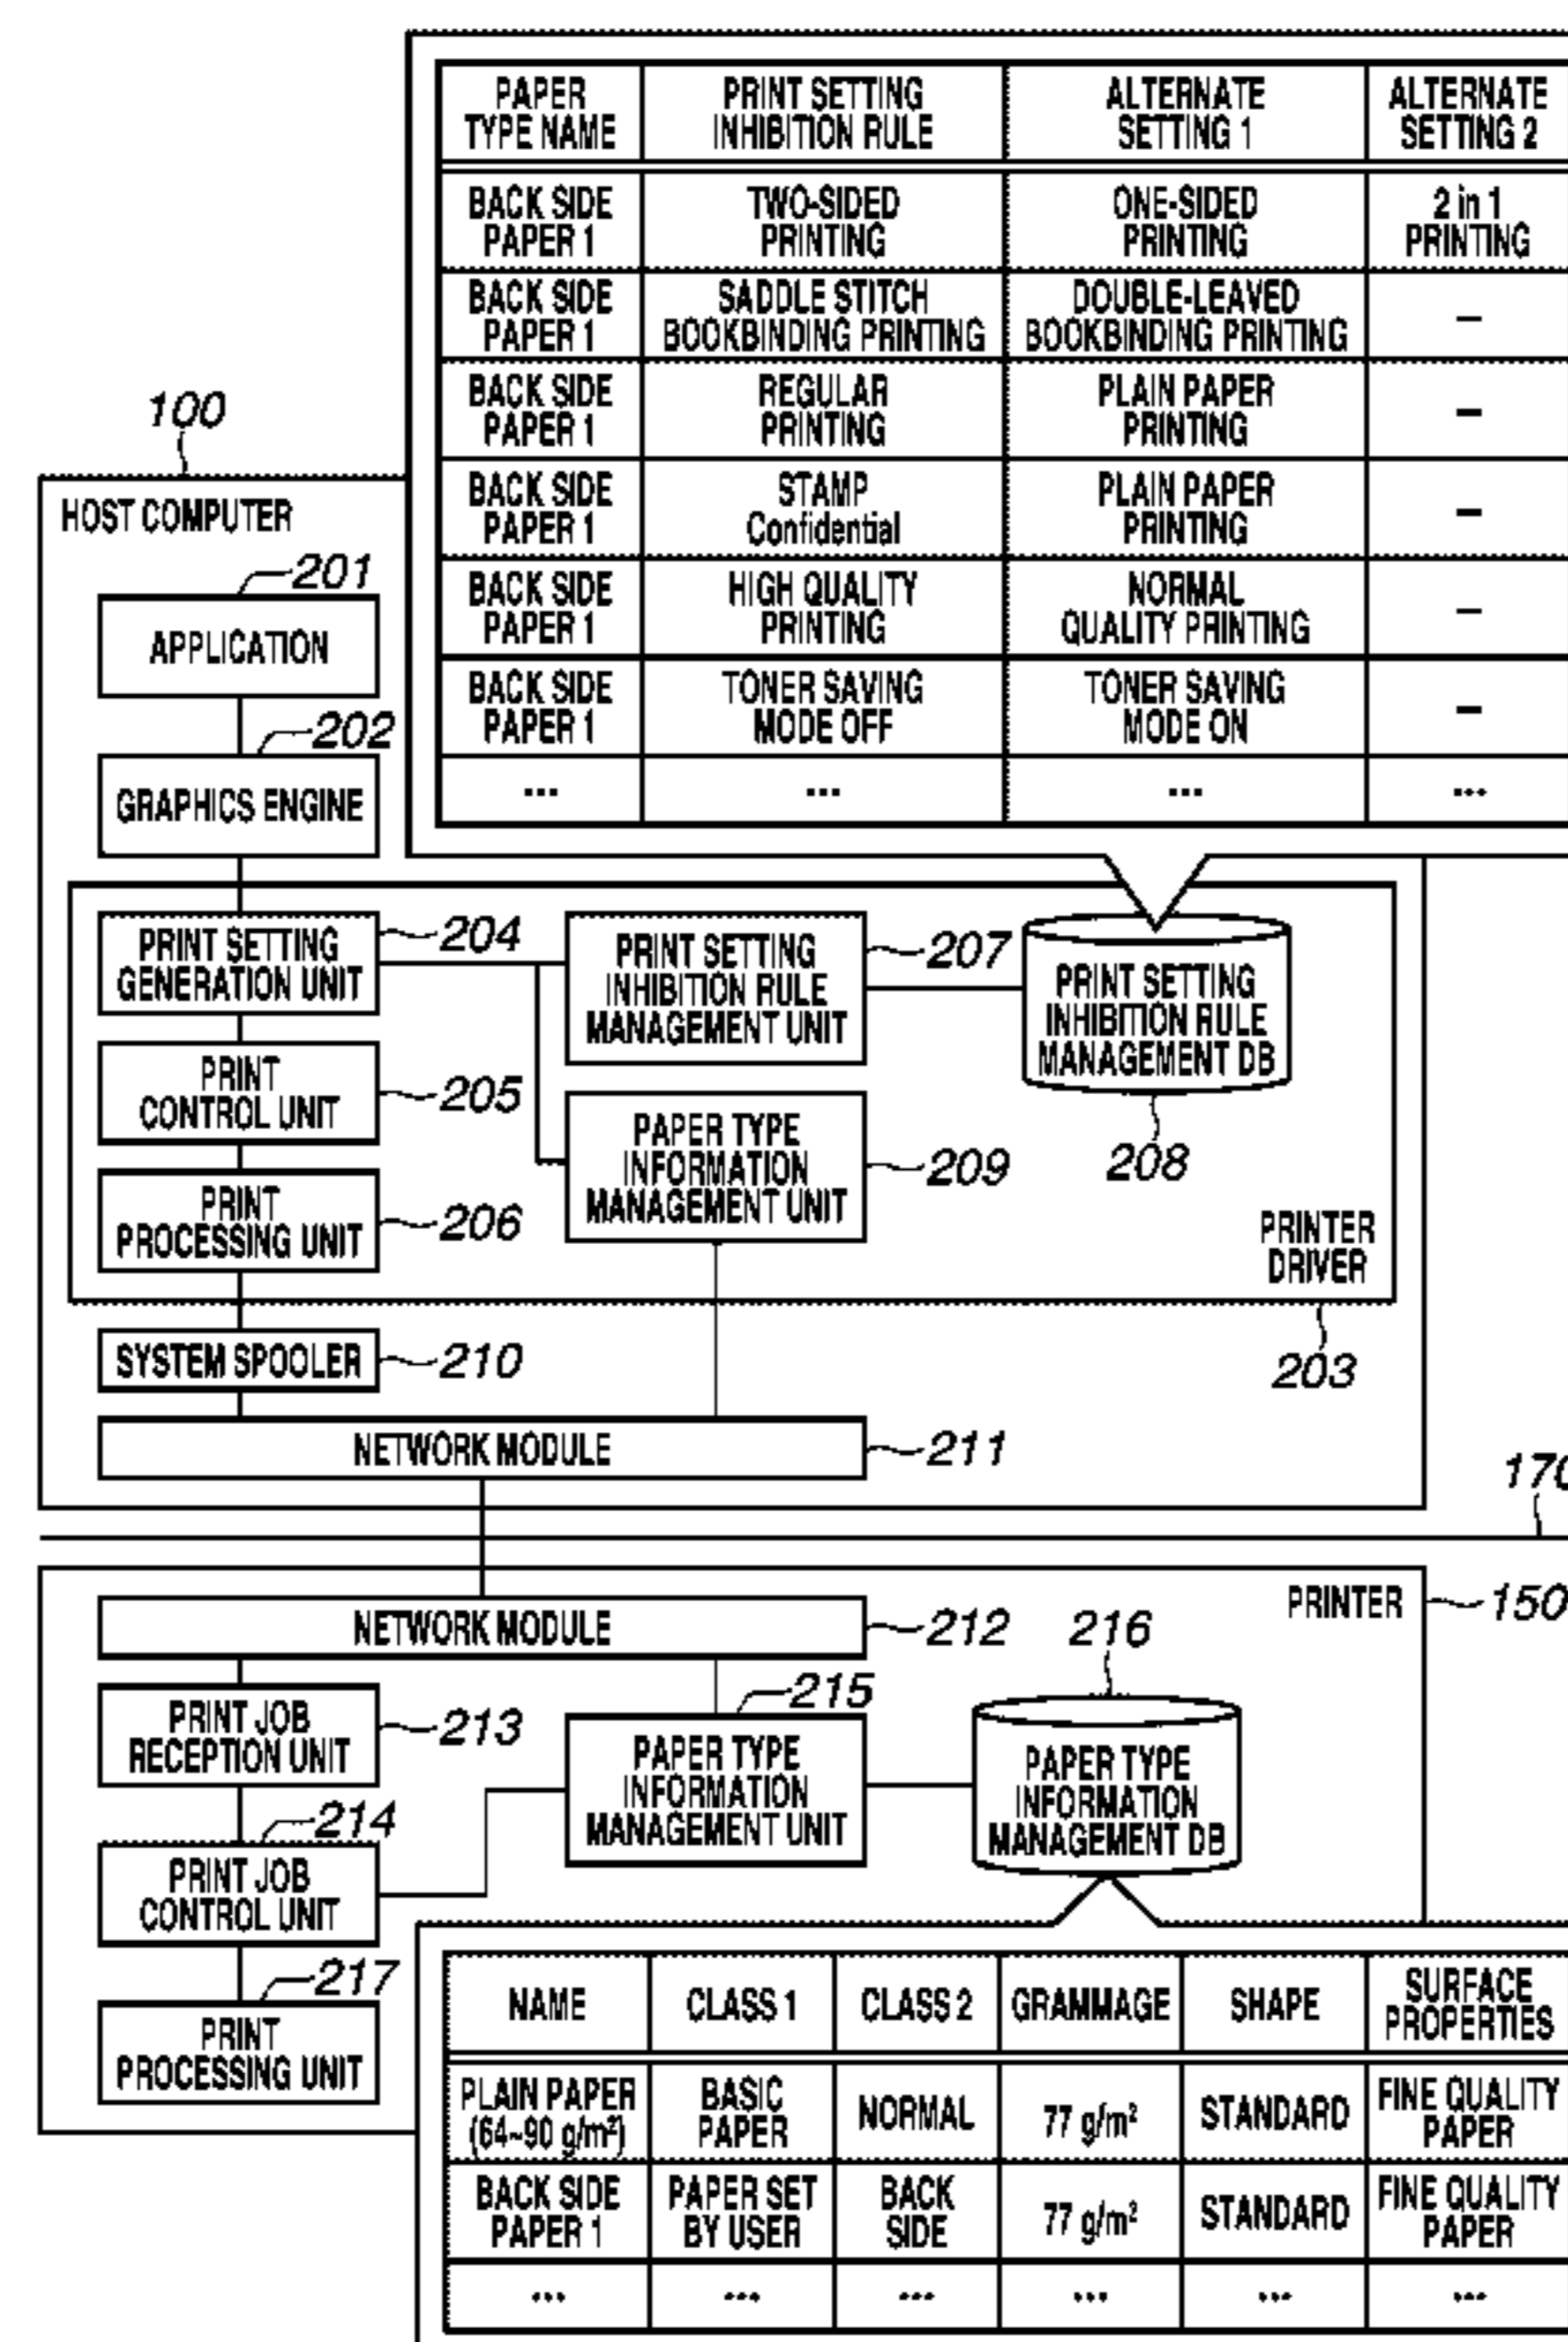 PAPER TYPE NAME
PRINT SETTING INHIBITION RULE
ALTERNATE SETTING 1
ALTERNATE SETTING 2
BACK SIDE PAPER 1
TWO-SIDED PRINTING
ONE-SIDED PRINTING
2 in 1 PRINTING
BACK SIDE PAPER 1
SADDLE STITCH BOOKBINDING PRINTING
DOUBLE-LEAVED BOOKBINDING PRINTING
–
BACK SIDE PAPER 1
REGULAR PRINTING
PLAIN PAPER PRINTING
–
BACK SIDE PAPER 1
STAMP Confidential
PLAIN PAPER PRINTING
–
BACK SIDE PAPER 1
HIGH QUALITY PRINTING
NORMAL QUALITY PRINTING
–
BACK SIDE PAPER 1
TONER SAVING MODE OFF
TONER SAVING MODE ON
–
...
...
...
...
100
HOST COMPUTER
201
APPLICATION
202
GRAPHICS ENGINE
PRINT SETTING GENERATION UNIT
204
PRINT SETTING INHIBITION RULE MANAGEMENT UNIT
207
PRINT SETTING INHIBITION RULE MANAGEMENT DB
208
PRINT CONTROL UNIT
205
PAPER TYPE INFORMATION MANAGEMENT UNIT
209
PRINT PROCESSING UNIT
206
PRINTER DRIVER
203
SYSTEM SPOOLER
210
NETWORK MODULE
211
170
PRINTER
150
NETWORK MODULE
212
216
PRINT JOB RECEPTION UNIT
213
215
PAPER TYPE INFORMATION MANAGEMENT UNIT
PAPER TYPE INFORMATION MANAGEMENT DB
214
PRINT JOB CONTROL UNIT
217
PRINT PROCESSING UNIT
NAME
CLASS 1
CLASS 2
GRAMMAGE
SHAPE
SURFACE PROPERTIES
PLAIN PAPER (64~90 g/m²)
BASIC PAPER
NORMAL
77 g/m²
STANDARD
FINE QUALITY PAPER
BACK SIDE PAPER 1
PAPER SET BY USER
BACK SIDE
77 g/m²
STANDARD
FINE QUALITY PAPER
...
...
...
...
...
...